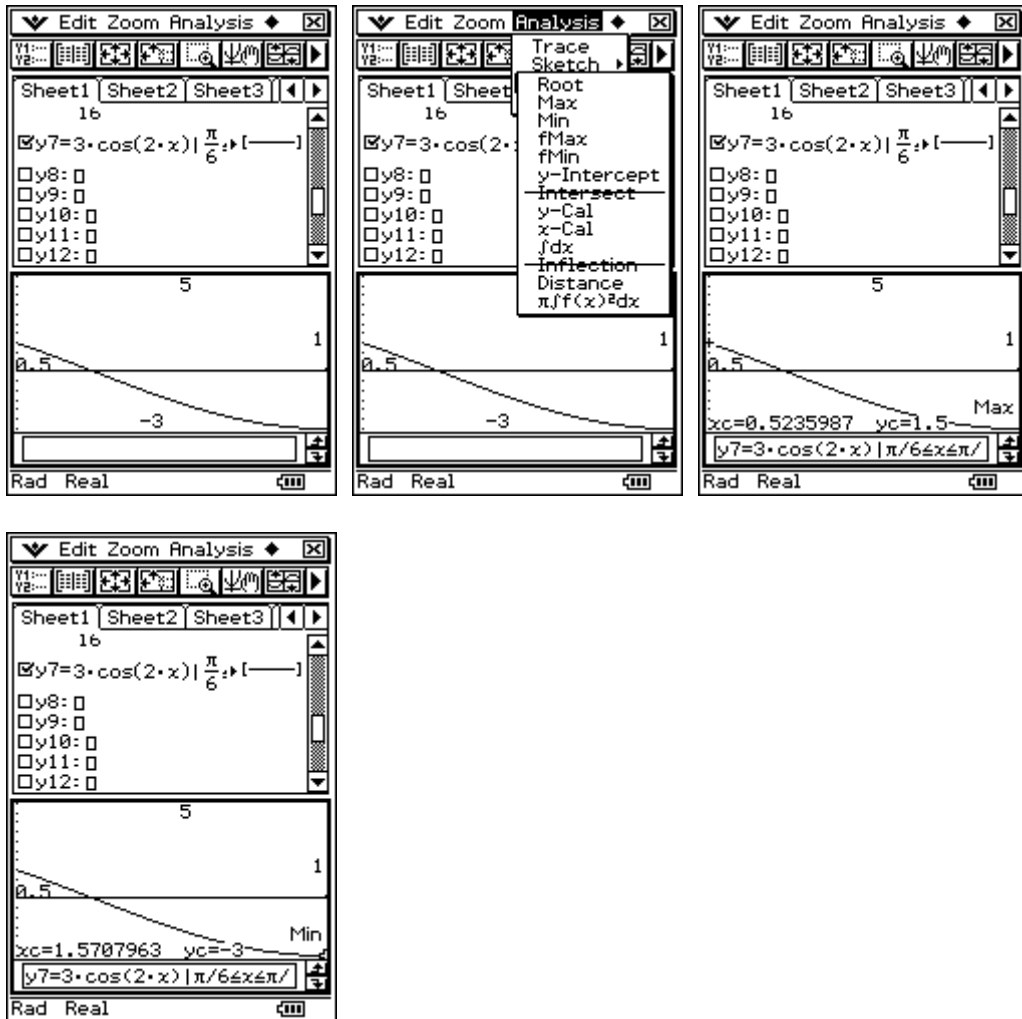 Edit Zoom Analysis
Sheet1 Sheet2 Sheet3
16
y7=3·cos(2·x)|π/6
y8:
y9:
y10:
y11:
y12:
5
1
0.5
-3
Rad Real
Edit Zoom Analysis
Trace
Sketch
Sheet1 Sheet
16
y7=3·cos(2·
y8:
y9:
y10:
y11:
y12:
Root
Max
Min
fMax
fMin
y-Intercept
Intersect
y-Cal
x-Cal
∫dx
Inflection
Distance
π∫f(x)²dx
1
0.5
-3
Rad Real
Edit Zoom Analysis
Sheet1 Sheet2 Sheet3
16
y7=3·cos(2·x)|π/6
y8:
y9:
y10:
y11:
y12:
5
1
0.5
Max
xc=0.5235987 yc=1.5
y7=3·cos(2·x)|π/6≤x≤π/
Rad Real
Edit Zoom Analysis
Sheet1 Sheet2 Sheet3
16
y7=3·cos(2·x)|π/6
y8:
y9:
y10:
y11:
y12:
5
1
0.5
Min
xc=1.5707963 yc=-3
y7=3·cos(2·x)|π/6≤x≤π/
Rad Real